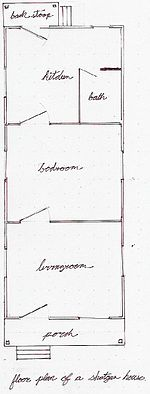 back stoop
kitchen
bath
bedroom
livingroom
porch
floor plan of a shotgun house.